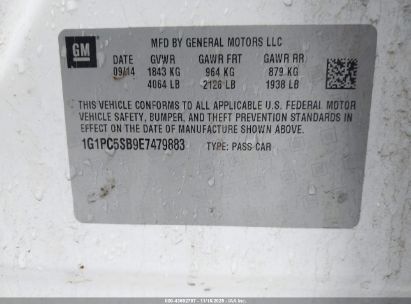 GM
MFD BY GENERAL MOTORS LLC
DATE GVWR GAWR FRT GAWR RR
09/14 1843 KG 964 KG 879 KG
4064 LB 2126 LB 1938 LB
THIS VEHICLE CONFORMS TO ALL APPLICABLE U.S. FEDERAL MOTOR
VEHICLE SAFETY, BUMPER, AND THEFT PREVENTION STANDARDS IN
EFFECT ON THE DATE OF MANUFACTURE SHOWN ABOVE.
1G1PC5SB9E7479883 TYPE: PASS CAR